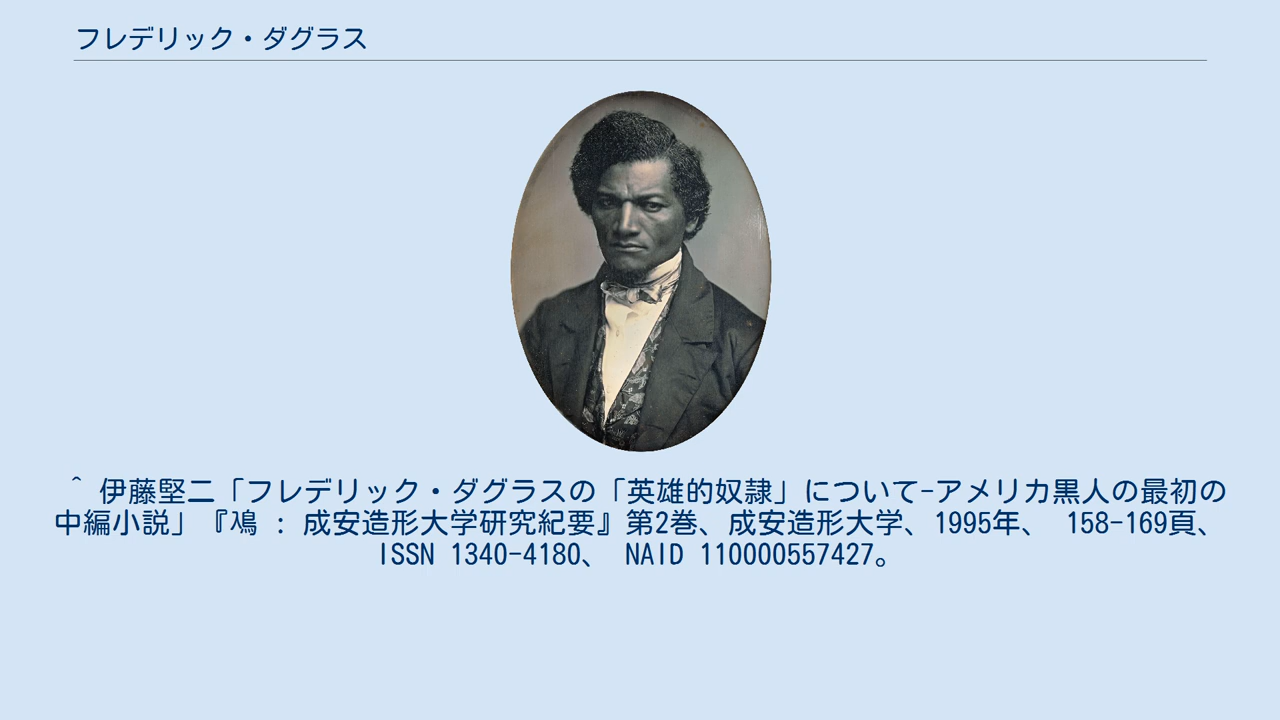 フレデリック・ダグラス
^ 伊藤堅二「フレデリック・ダグラスの「英雄的奴隷」について-アメリカ黒人の最初の
中編小説」『鳰 : 成安造形大学研究紀要』第2巻、成安造形大学、1995年、 158-169頁、
ISSN 1340-4180、 NAID 110000557427。